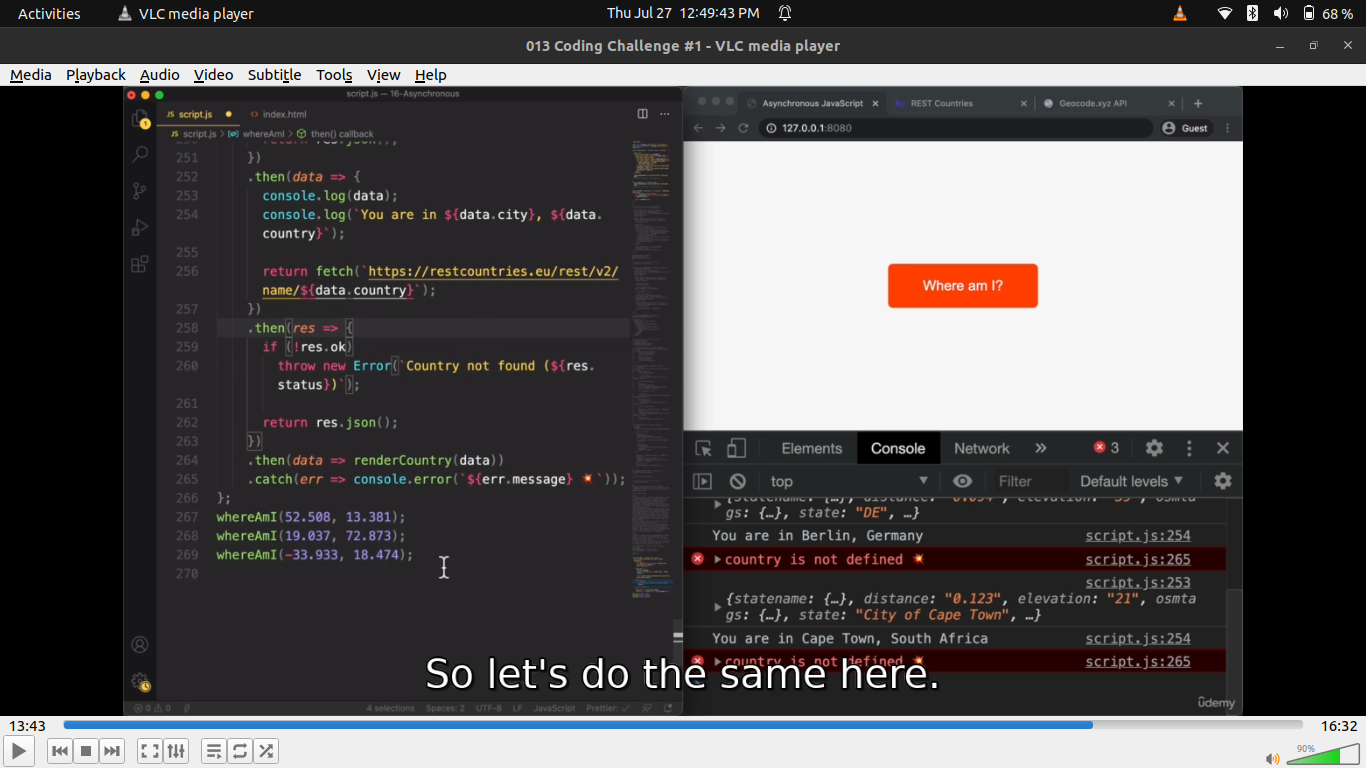 Activities VLC media player Thu Jul 27 12:49:43 PM 68 %
013 Coding Challenge #1 - VLC media player
Media Playback Audio Video Subtitle Tools View Help
script.js — 16-Asynchronous
JS script.js index.html
JS script.js > whereAmI > then() callback
return res.json();
251 })
252 .then(data => {
253 console.log(data);
254 console.log(`You are in ${data.city}, ${data.
country}`);
255
256 return fetch(`https://restcountries.eu/rest/v2/
name/${data.country}`);
257 })
258 .then(res => {
259 if (!res.ok)
260 throw new Error(`Country not found (${res.
status})`);
261
262 return res.json();
263 })
264 .then(data => renderCountry(data))
265 .catch(err => console.error(`${err.message} 💥`));
266 };
267 whereAmI(52.508, 13.381);
268 whereAmI(19.037, 72.873);
269 whereAmI(-33.933, 18.474);
270
0 0 4 selections Spaces: 2 UTF-8 LF JavaScript Prettier: ✓
Asynchronous JavaScript REST Countries Geocode.xyz API
127.0.0.1:8080 Guest
Where am I?
Elements Console Network » 3
top Filter Default levels
{statename: {…}, distance: "0.094", elevation: "35", osmta
gs: {…}, state: "DE", …}
You are in Berlin, Germany script.js:254
country is not defined 💥 script.js:265
script.js:253
{statename: {…}, distance: "0.123", elevation: "21", osmta
gs: {…}, state: "City of Cape Town", …}
You are in Cape Town, South Africa script.js:254
country is not defined 💥 script.js:265
So let's do the same here.
ûdemy
13:43 16:32
90%